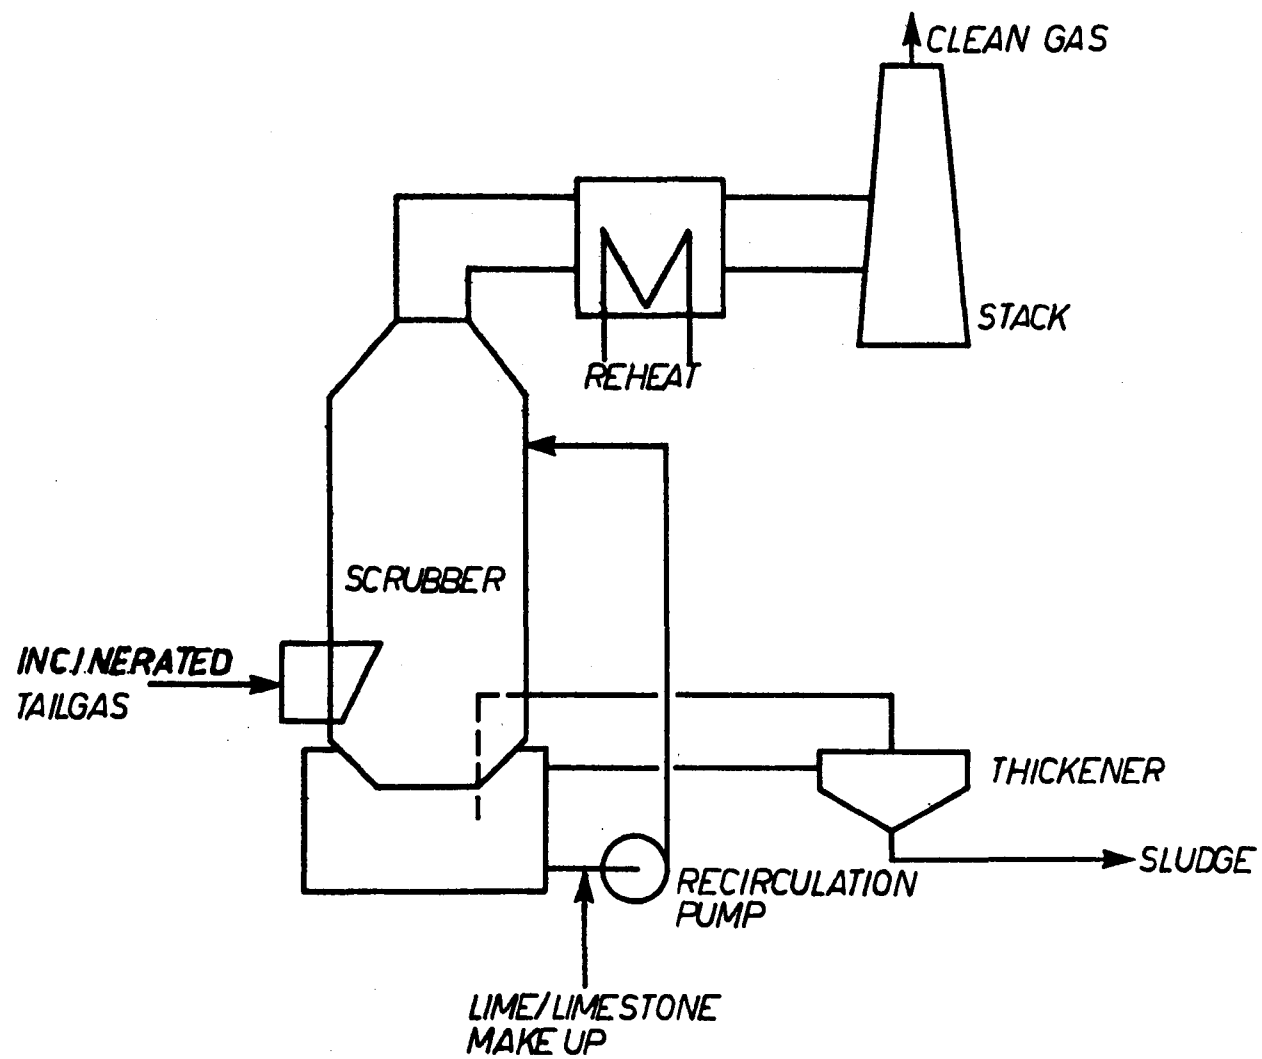 CLEAN GAS
STACK
REHEAT
SCRUBBER
INCINERATED
TAILGAS
THICKENER
SLUDGE
RECIRCULATION
PUMP
LIME/LIMESTONE
MAKE UP